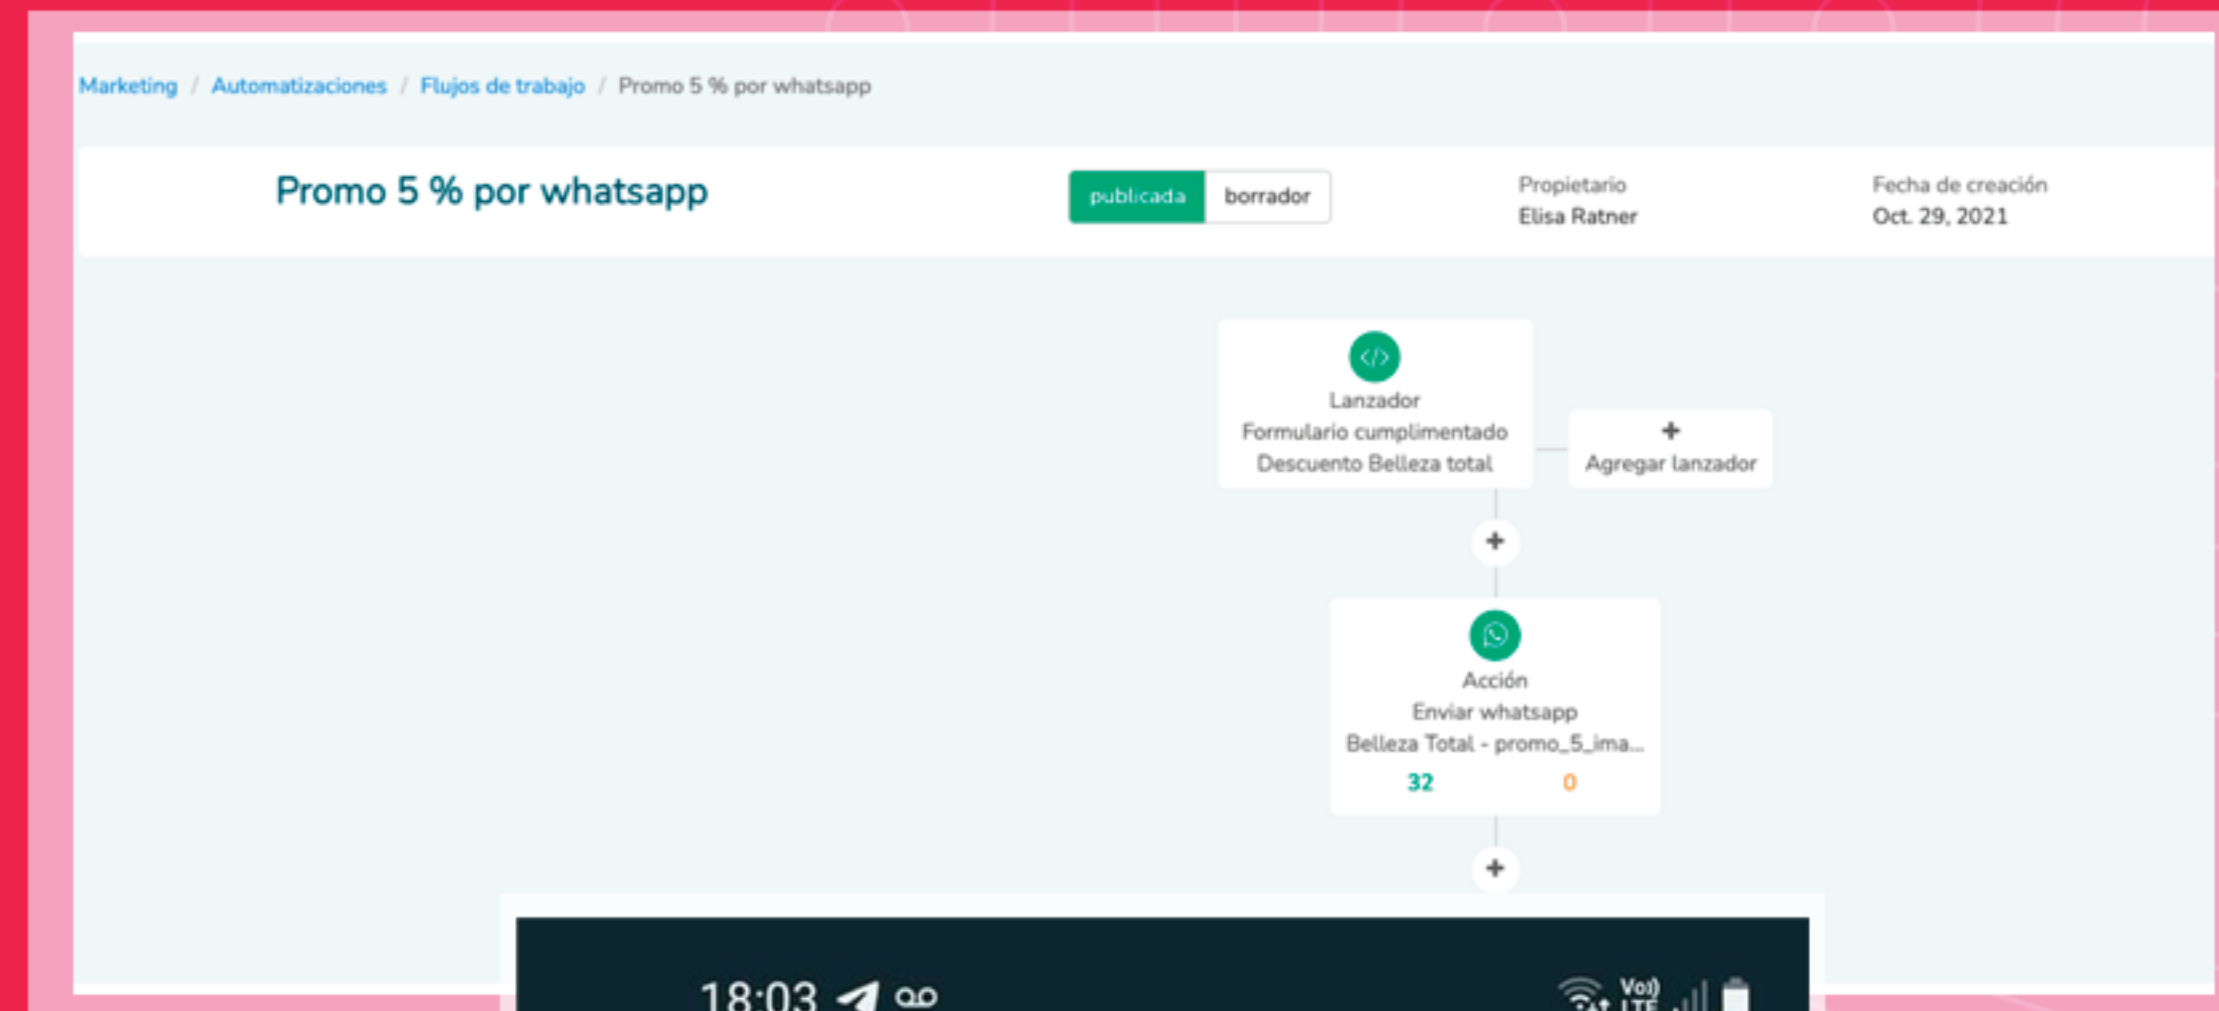 Marketing / Automatizaciones / Flujos de trabajo / Promo 5 % por whatsapp
Promo 5 % por whatsapp
publicada borrador
Propietario
Elisa Ratner
Fecha de creación
Oct. 29, 2021
Lanzador
Formulario cumplimentado
Descuento Belleza total
+
Agregar lanzador
+
Acción
Enviar whatsapp
Belleza Total - promo_5_ima...
32 0
+
18:03
Vo)) LTE